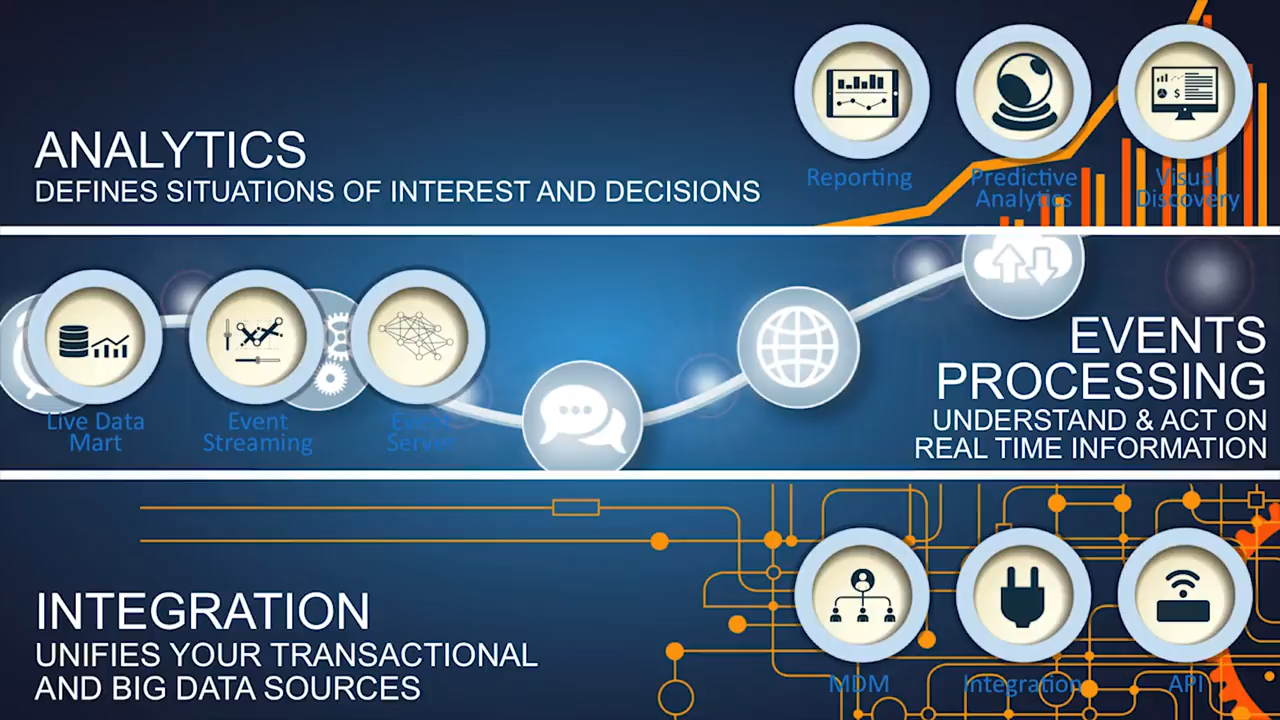 ANALYTICS
DEFINES SITUATIONS OF INTEREST AND DECISIONS
Reporting
Predictive
Analytics
Visual
Discovery
$
Live Data
Mart
Event
Streaming
Event
Server
EVENTS
PROCESSING
UNDERSTAND & ACT ON
REAL TIME INFORMATION
INTEGRATION
UNIFIES YOUR TRANSACTIONAL
AND BIG DATA SOURCES
MDM
Integration
API